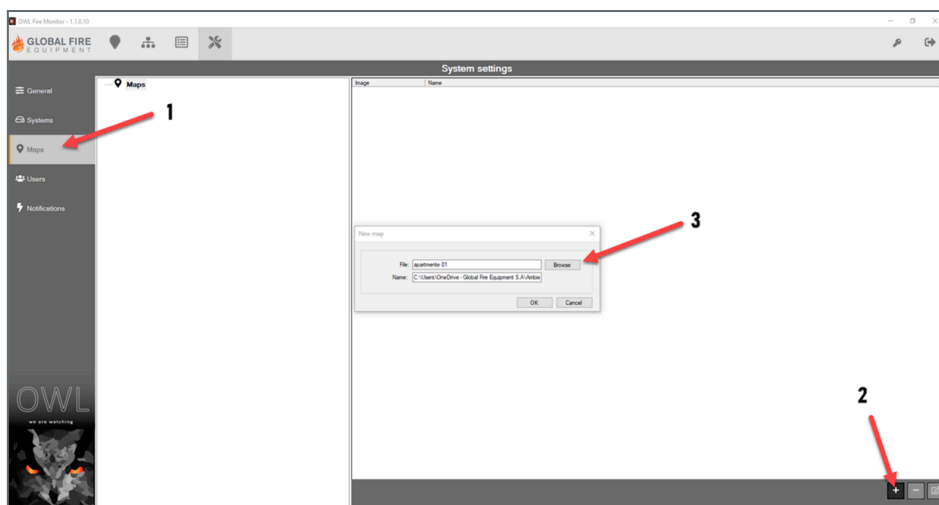 OWL Fire Monitor - 1.1.0.10
GLOBAL FIRE
EQUIPMENT
System settings
General
Systems
Maps
Users
Notifications
Maps
Image Name
1
New map
File: apartmente 01 Browse
Name: C:\Users\OneDrive - Global Fire Equipment S.A\Ambie
OK Cancel
3
2
OWL
we are watching